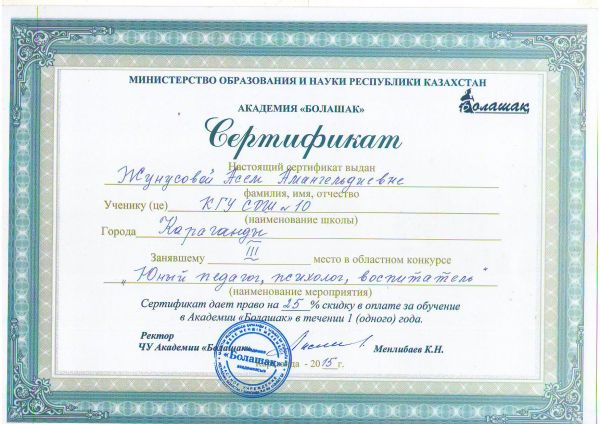 МИНИСТЕРСТВО ОБРАЗОВАНИЯ И НАУКИ РЕСПУБЛИКИ КАЗАХСТАН
АКАДЕМИЯ «БОЛАШАК»
Болашак
Сертификат
Настоящий сертификат выдан
Жунусовой Асем Амангельдиевне
фамилия, имя, отчество
Ученику (це) КГУ СОШ №10
(наименование школы)
Города Караганды
Занявшему III место в областном конкурсе
"Юный педагог, психолог, воспитатель"
(наименование мероприятия)
Сертификат дает право на 25 % скидку в оплате за обучение
в Академии «Болашак» в течении 1 (одного) года.
Ректор
ЧУ Академии «Болашак» Менлибаев К.Н.
«Болашак»
- 2015 г.